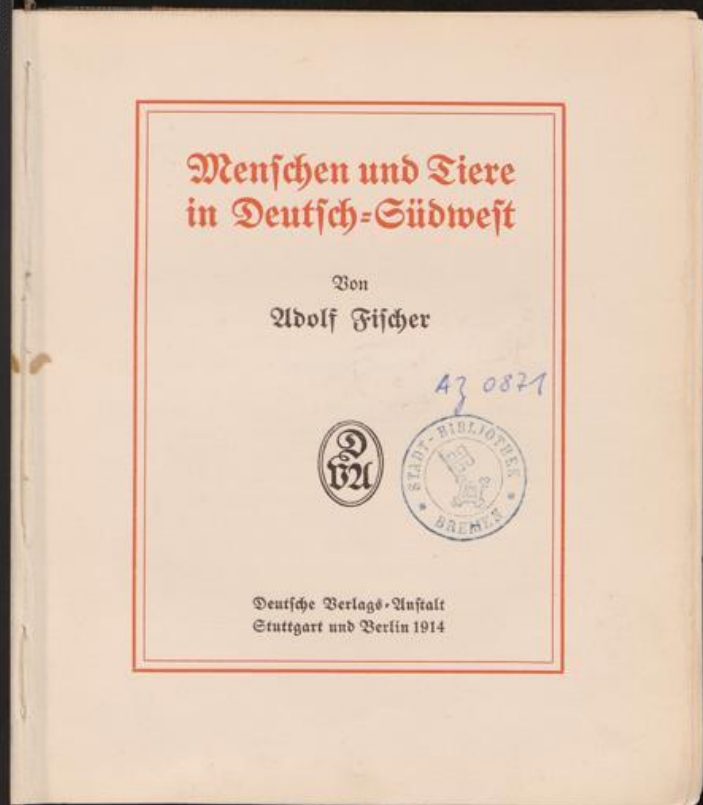 Menschen und Tiere
in Deutsch-Südwest
Von
Adolf Fischer
Az 0871
DVA
STADT-BIBLIOTHEK
BREMEN
Deutsche Verlags-Anstalt
Stuttgart und Berlin 1914